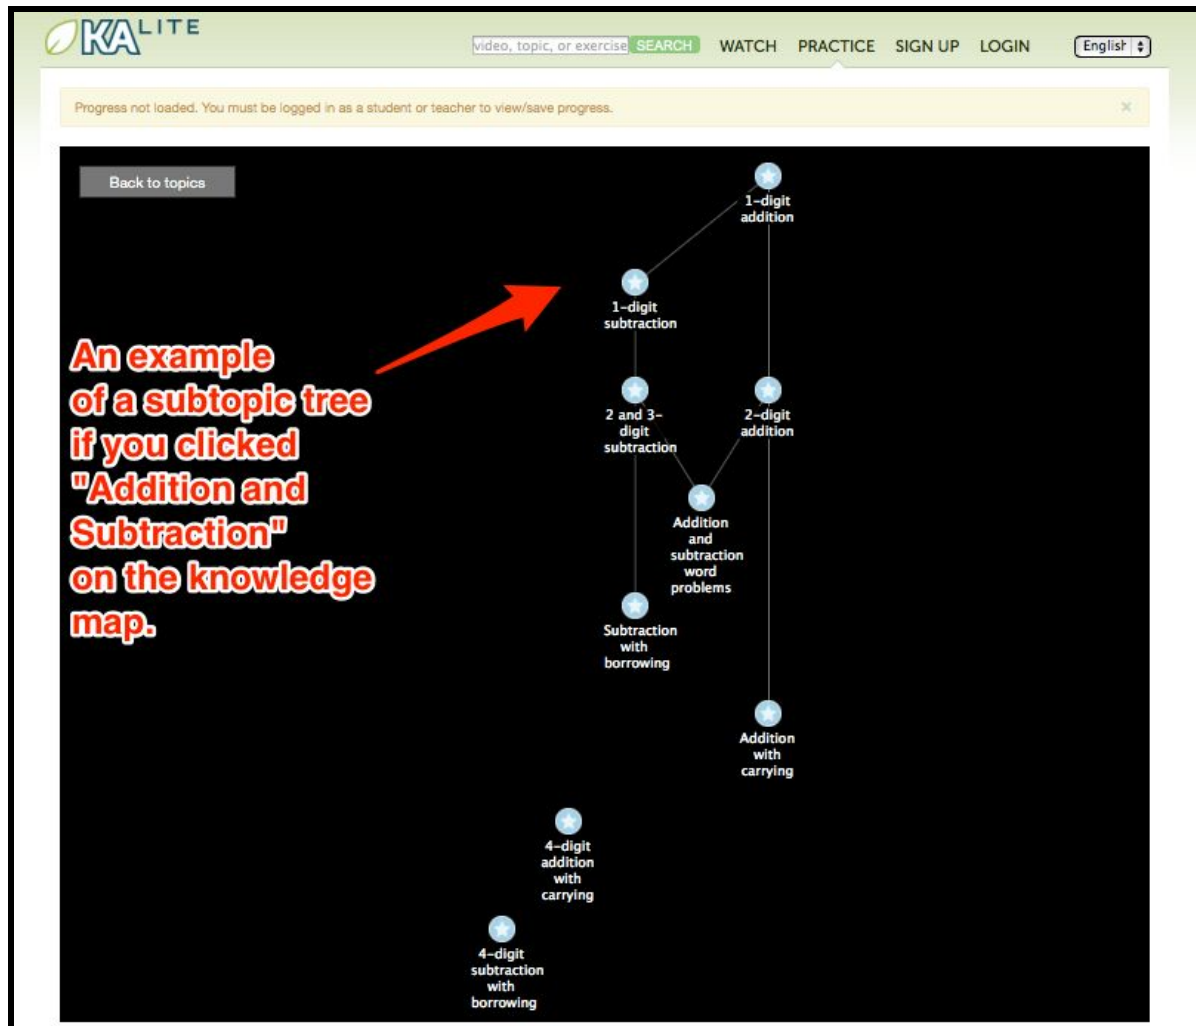 KALITE
video, topic, or exercise SEARCH WATCH PRACTICE SIGN UP LOGIN English
Progress not loaded. You must be logged in as a student or teacher to view/save progress. ×
Back to topics
1-digit
addition
1-digit
subtraction
An example
of a subtopic tree
if you clicked
"Addition and
Subtraction"
on the knowledge
map.
2 and 3-
digit
subtraction
2-digit
addition
Addition
and
subtraction
word
problems
Subtraction
with
borrowing
Addition
with
carrying
4-digit
addition
with
carrying
4-digit
subtraction
with
borrowing